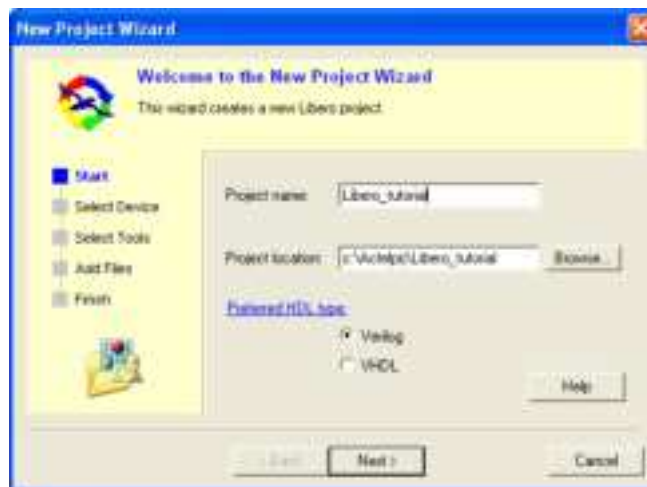 New Project Wizard
Welcome to the New Project Wizard
This wizard creates a new Libero project
Start
Select Device
Select Tools
Add Files
Finish
Project name:
Libero_tutorial
Project location:
Browse...
Preferred HDL type:
Verilog
VHDL
Help
< Back
Next >
Cancel